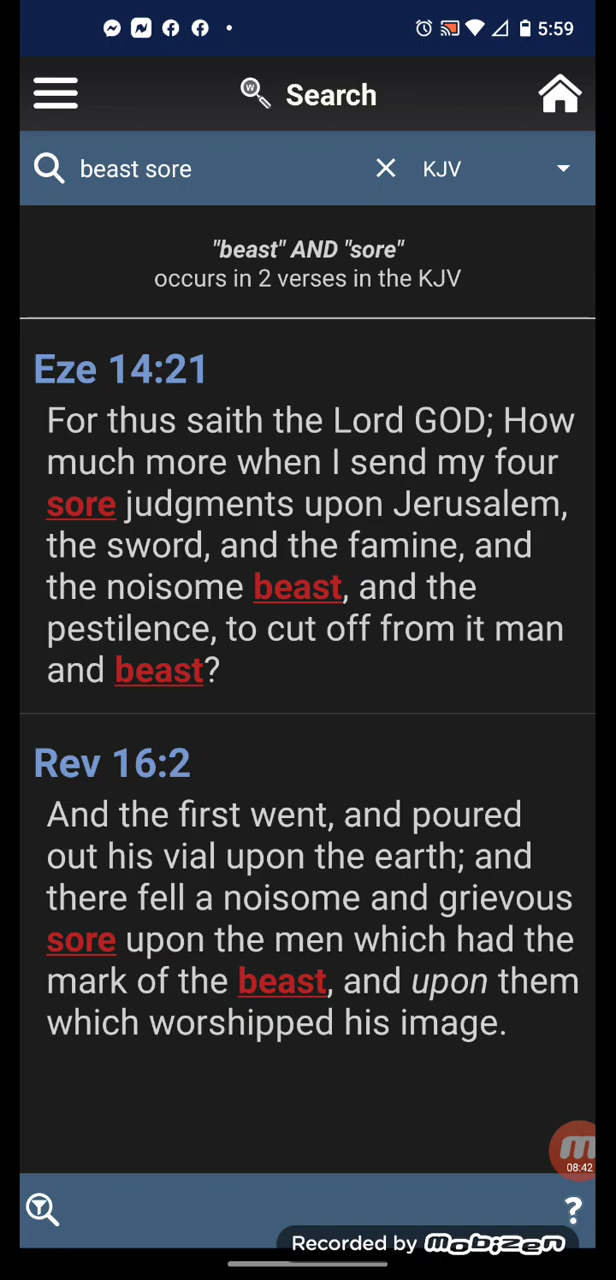 5:59
Search
beast sore
KJV
"beast" AND "sore"
occurs in 2 verses in the KJV
Eze 14:21
For thus saith the Lord GOD; How
much more when I send my four
sore judgments upon Jerusalem,
the sword, and the famine, and
the noisome beast, and the
pestilence, to cut off from it man
and beast?
Rev 16:2
And the first went, and poured
out his vial upon the earth; and
there fell a noisome and grievous
sore upon the men which had the
mark of the beast, and upon them
which worshipped his image.
08:42
?
Recorded by mobizen